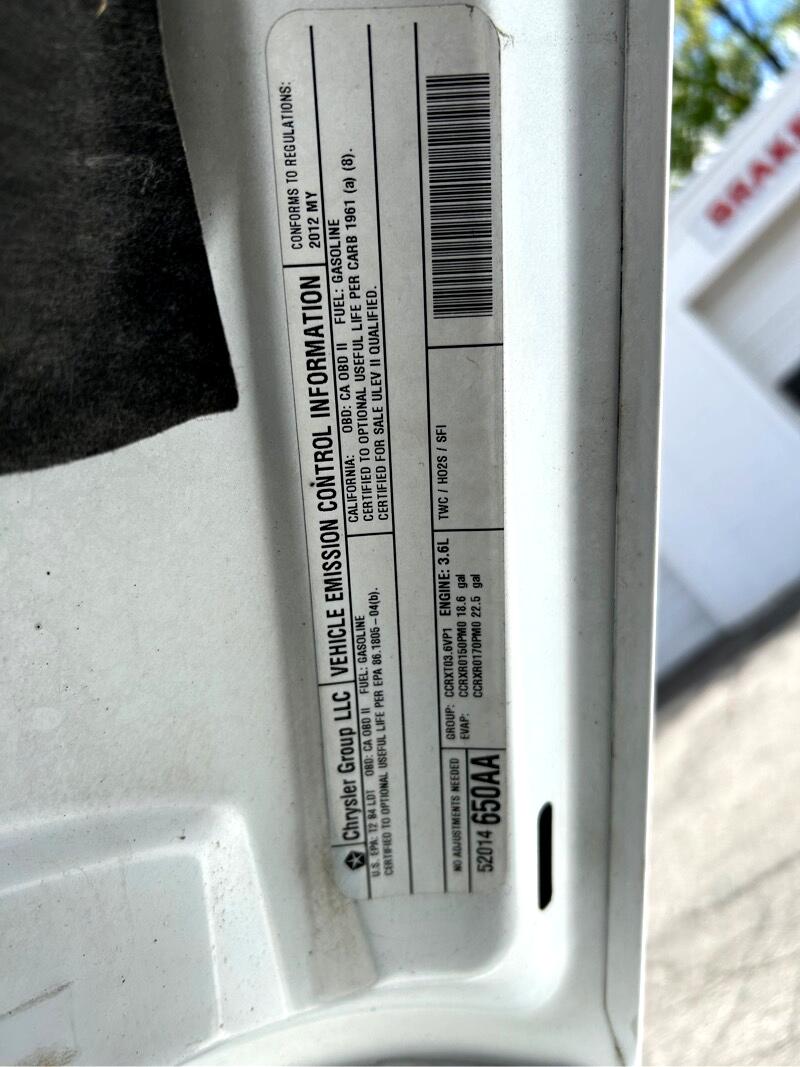 Chrysler Group LLC
VEHICLE EMISSION CONTROL INFORMATION
CONFORMS TO REGULATIONS:
2012 MY
U.S. EPA: T2 B4 LDT OBD: CA OBD II FUEL: GASOLINE
CERTIFIED TO OPTIONAL USEFUL LIFE PER EPA 86.1805-04(b).
CALIFORNIA: OBD: CA OBD II FUEL: GASOLINE
CERTIFIED TO OPTIONAL USEFUL LIFE PER CARB 1961 (a) (8).
CERTIFIED FOR SALE ULEV II QUALIFIED.
NO ADJUSTMENTS NEEDED
52014 650AA
GROUP: CCRXT03.6VP1 ENGINE: 3.6L
EVAP: CCRXR0150PM0 18.6 gal
CCRXR0170PM0 22.5 gal
TWC / HO2S / SFI
BRAKE